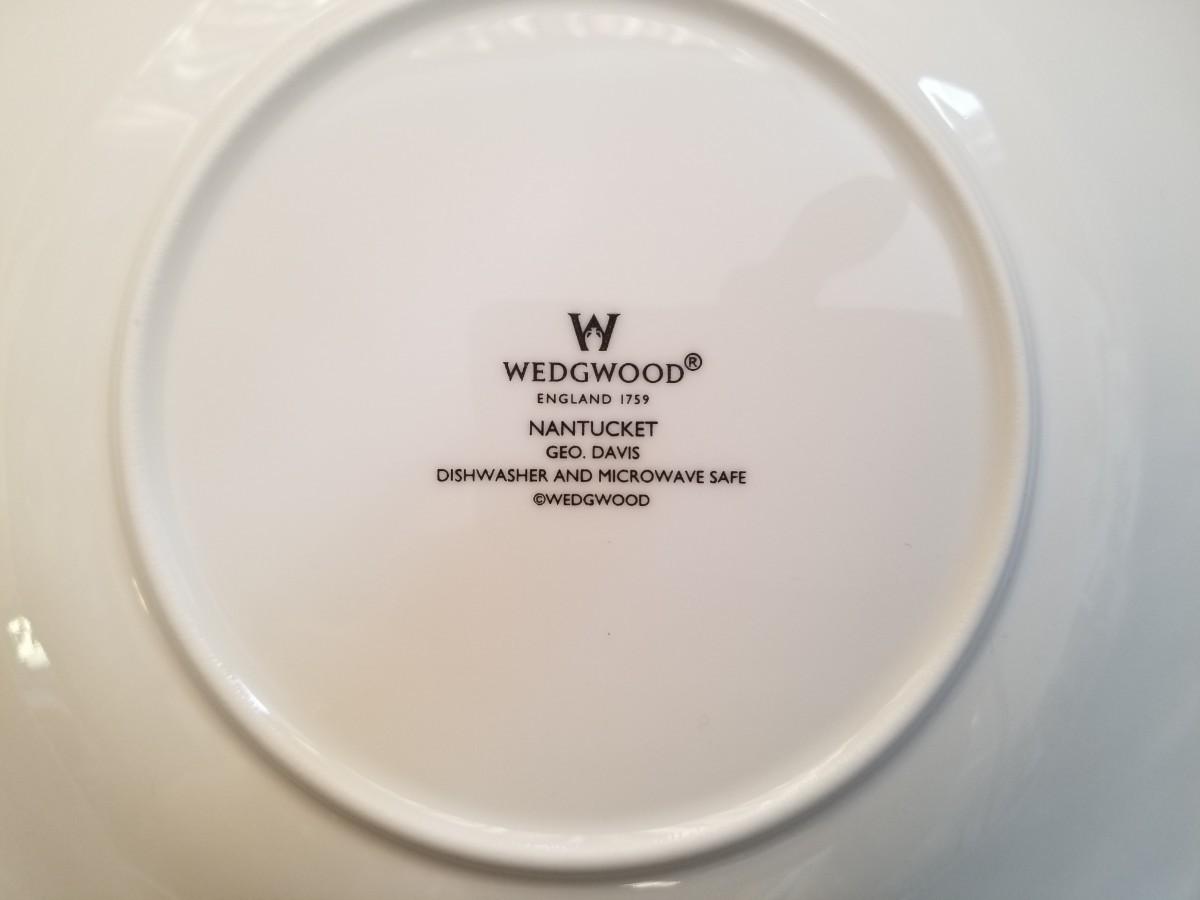 W
WEDGWOOD®
ENGLAND 1759
NANTUCKET
GEO. DAVIS
DISHWASHER AND MICROWAVE SAFE
©WEDGWOOD